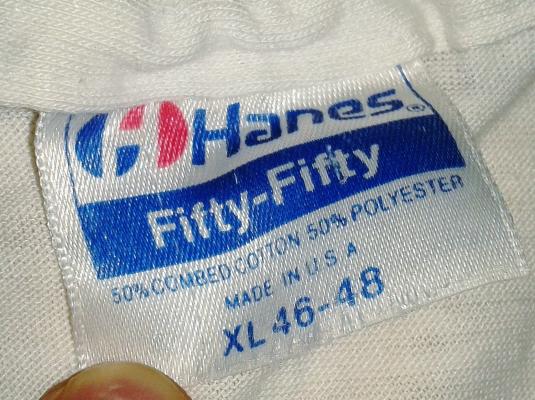 Hanes®
Fifty-Fifty
50% COMBED COTTON 50% POLYESTER
MADE IN U.S.A
XL 46-48